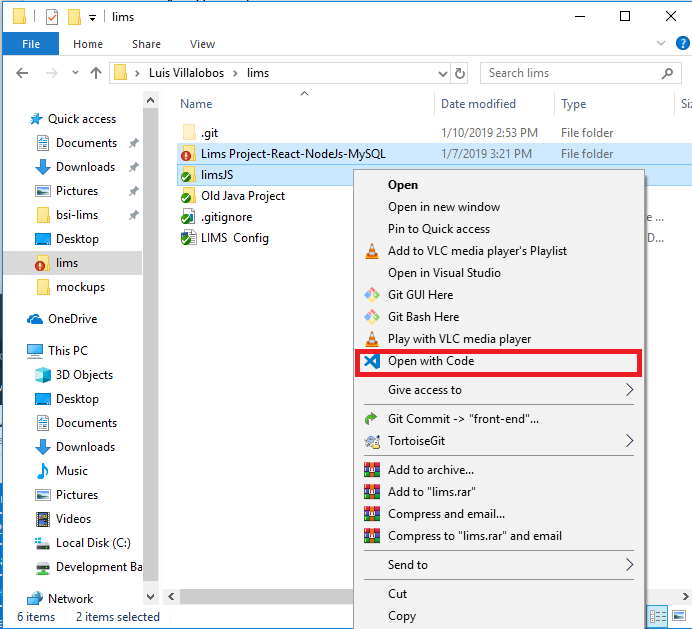 lims
File Home Share View
Luis Villalobos lims
Search lims
Name Date modified Type Si
.git 1/10/2019 2:53 PM File folder
Lims Project-React-NodeJs-MySQL 1/7/2019 3:21 PM File folder
limsJS
Old Java Project
.gitignore e ...
LIMS Config D...
Quick access
Documents
Downloads
Pictures
bsi-lims
Desktop
lims
mockups
OneDrive
This PC
3D Objects
Desktop
Documents
Downloads
Music
Pictures
Videos
Local Disk (C:)
Development Ba
Network
Open
Open in new window
Pin to Quick access
Add to VLC media player's Playlist
Open in Visual Studio
Git GUI Here
Git Bash Here
Play with VLC media player
Open with Code
Give access to
Git Commit -> "front-end"...
TortoiseGit
Add to archive...
Add to "lims.rar"
Compress and email...
Compress to "lims.rar" and email
Send to
Cut
Copy
6 items 2 items selected